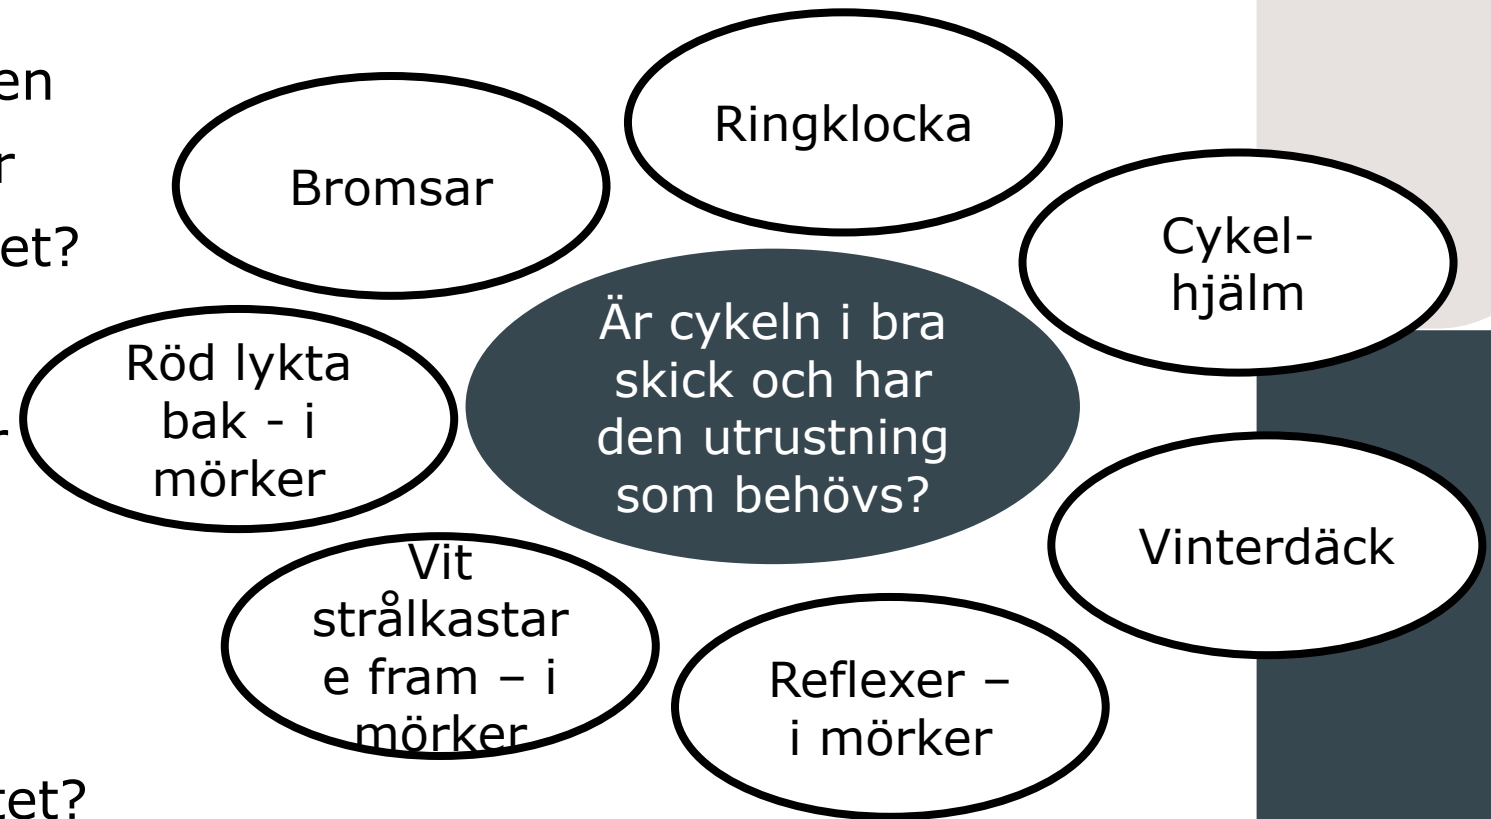 en
r
et?
r
tet?
Bromsar
Ringklocka
Cykel-
hjälm
Är cykeln i bra
skick och har
den utrustning
som behövs?
Röd lykta
bak - i
mörker
Vinterdäck
Vit
strålkastar
e fram – i
mörker
Reflexer –
i mörker